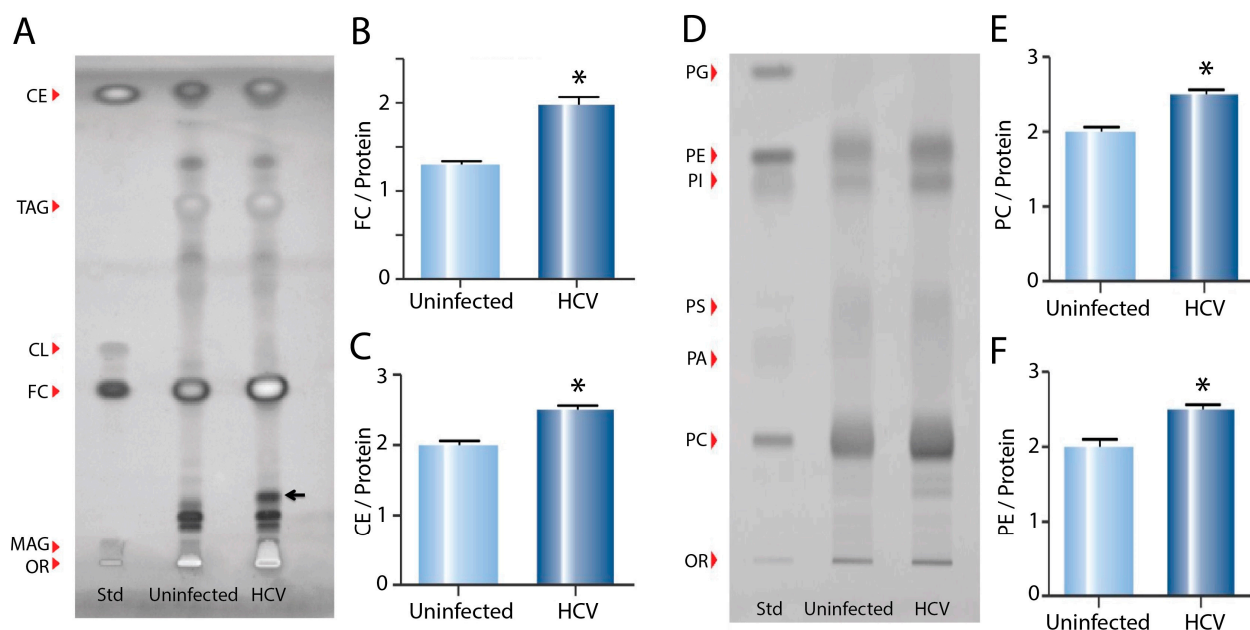 A
CE
TAG
CL
FC
MAG
OR
Std Uninfected HCV
B
FC / Protein
2
1
0
*
Uninfected HCV
C
CE / Protein
3
2
1
0
*
Uninfected HCV
D
PG
PE
PI
PS
PA
PC
OR
Std Uninfected HCV
E
PC / Protein
3
2
1
0
*
Uninfected HCV
F
PE / Protein
3
2
1
0
*
Uninfected HCV